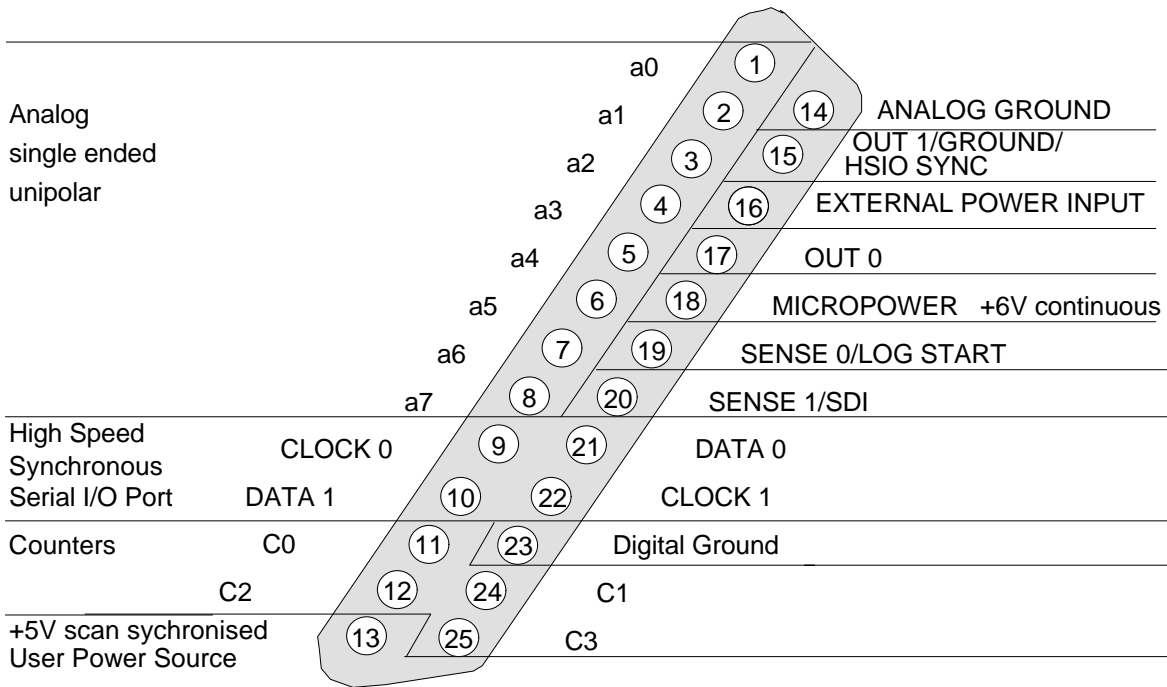 a0 1
Analog a1 2 14 ANALOG GROUND
single ended a2 3 15 OUT 1/GROUND/
HSIO SYNC
unipolar
a3 4 16 EXTERNAL POWER INPUT
a4 5 17 OUT 0
a5 6 18 MICROPOWER +6V continuous
a6 7 19 SENSE 0/LOG START
a7 8 20 SENSE 1/SDI
High Speed
Synchronous
Serial I/O Port
CLOCK 0 9 21 DATA 0
DATA 1 10 22 CLOCK 1
Counters C0 11 23 Digital Ground
C2 12 24 C1
+5V scan sychronised
User Power Source
13 25 C3